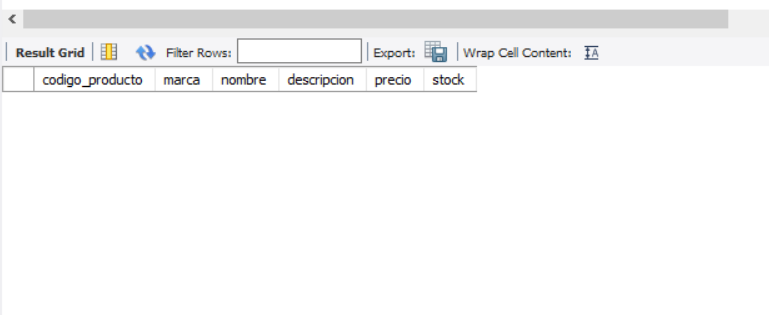 Result Grid Filter Rows: Export: Wrap Cell Content:
codigo_producto marca nombre descripcion precio stock